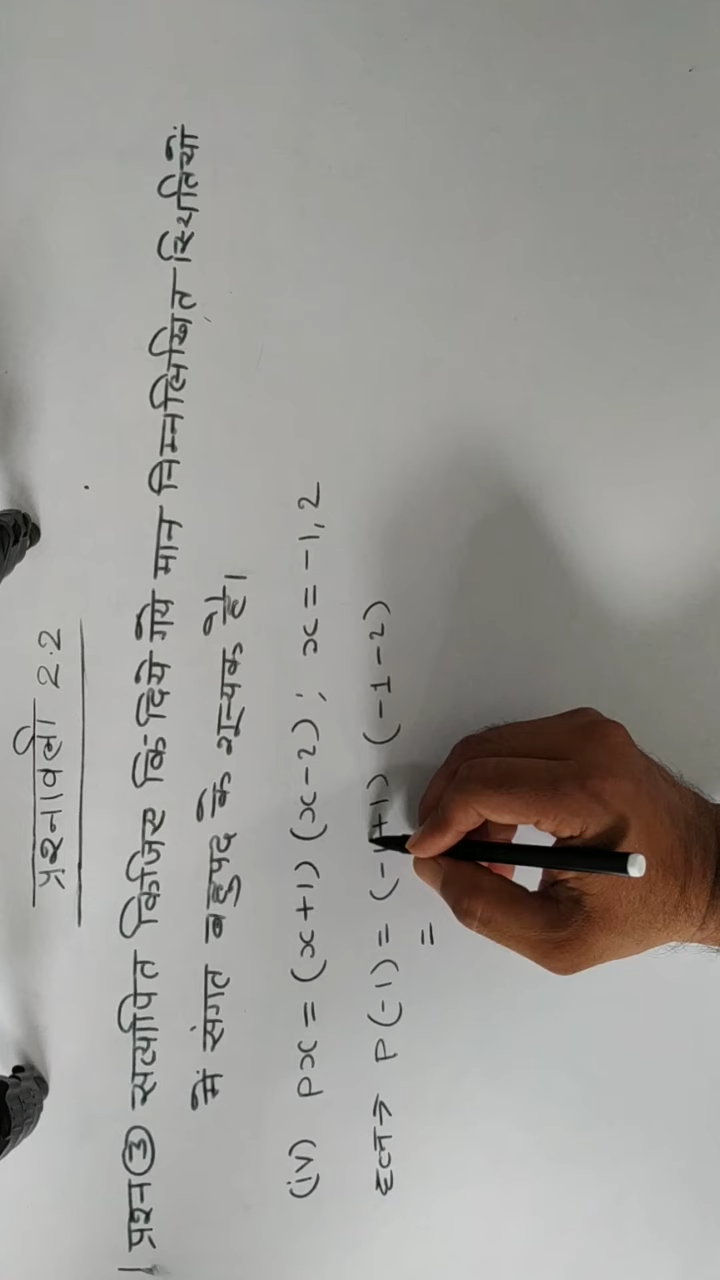 प्रश्नावली 2.2
प्रश्न ③ सत्यापित किजिए कि दिये गये मान निम्नलिखित स्थितियों
में संगत बहुपद के शून्यक है।
(iv) Px = (x+1) (x-2) ; x = -1, 2
हल→ P(-1) = (-1+1) (-1-2)
=